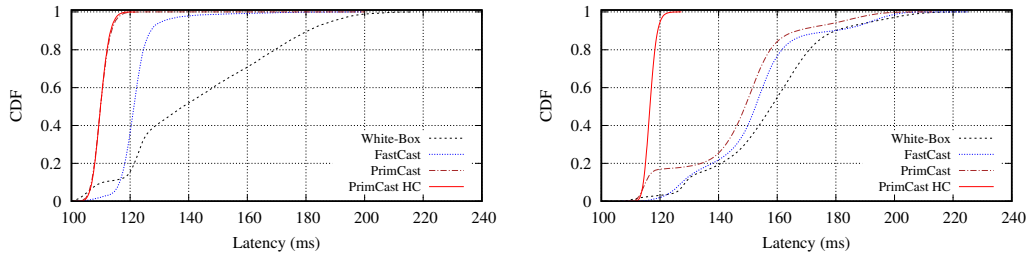 1
0.8
0.6
0.4
0.2
0
CDF
White-Box
FastCast
PrimCast
PrimCast HC
100 120 140 160 180 200 220 240
Latency (ms)
1
0.8
0.6
0.4
0.2
0
CDF
White-Box
FastCast
PrimCast
PrimCast HC
100 120 140 160 180 200 220 240
Latency (ms)